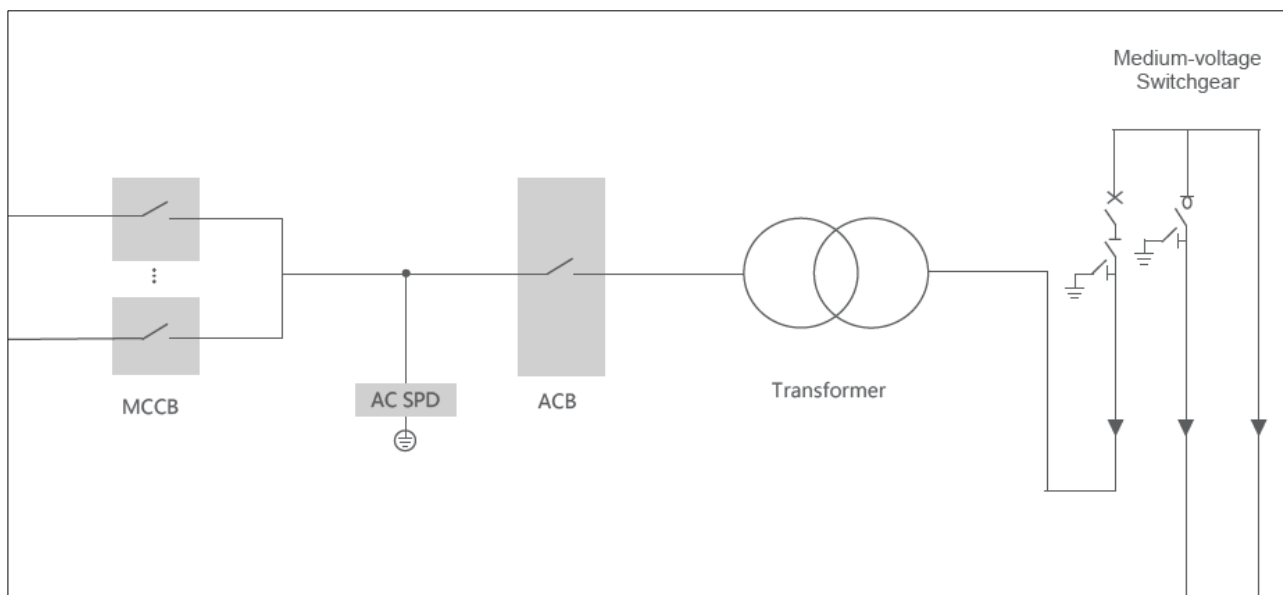 Medium-voltage
Switchgear
MCCB
AC SPD
ACB
Transformer